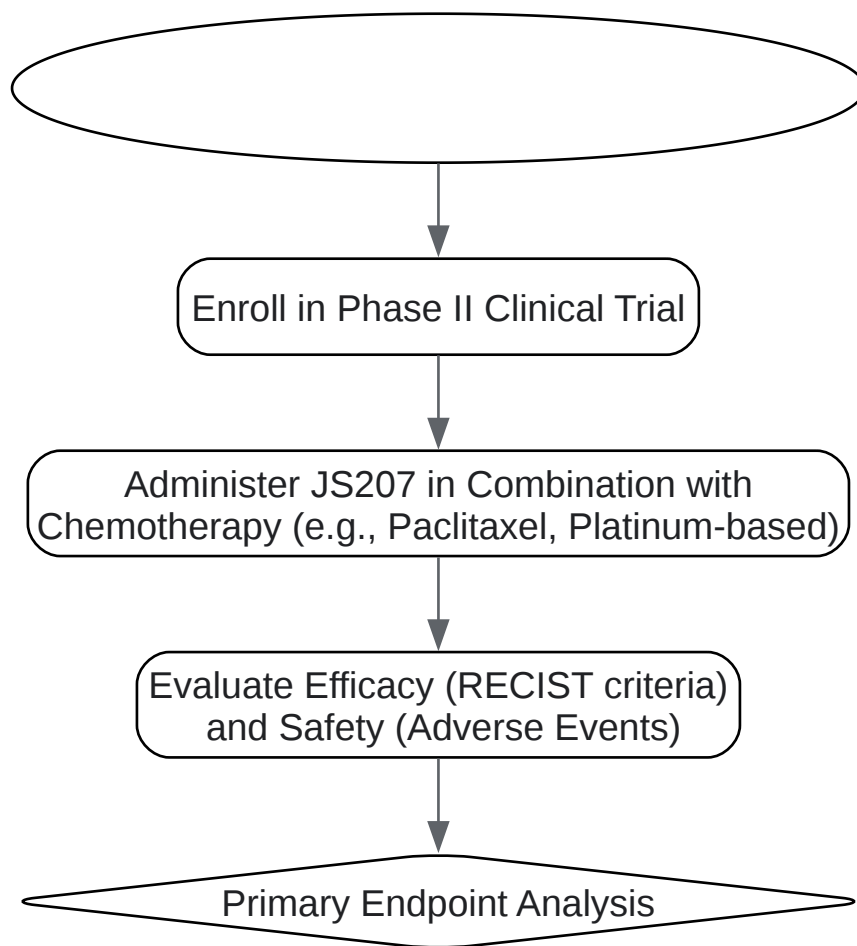 Enroll in Phase II Clinical Trial
Administer JS207 in Combination with
Chemotherapy (e.g., Paclitaxel, Platinum-based)
Evaluate Efficacy (RECIST criteria)
and Safety (Adverse Events)
Primary Endpoint Analysis